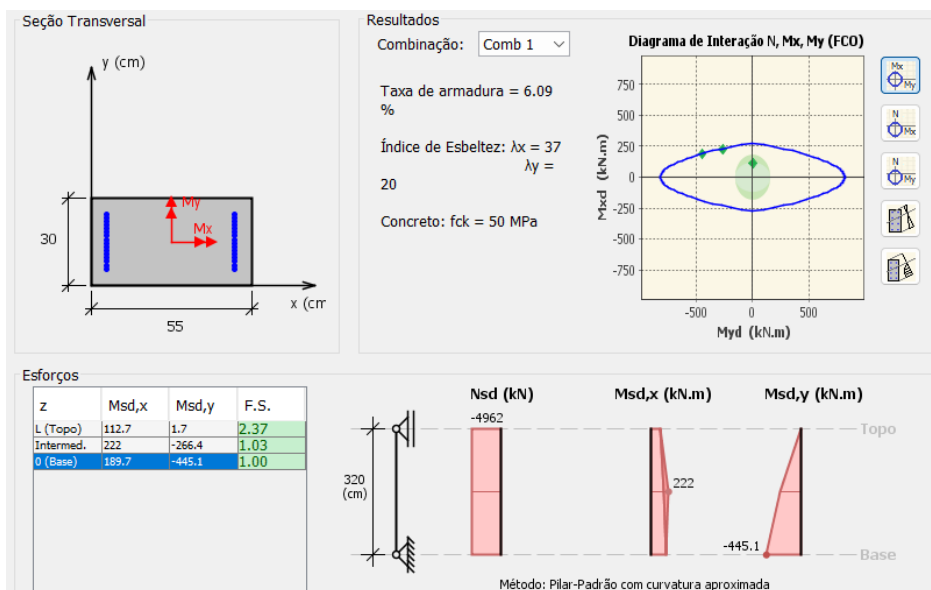 Seção Transversal
y (cm)
My
Mx
30
55
x (cm
Resultados
Combinação: Comb 1
Taxa de armadura = 6.09
%
Índice de Esbeltez: λx = 37
λy =
20
Concreto: fck = 50 MPa
Diagrama de Interação N, Mx, My (FCO)
Mxd (kN.m)
750
500
250
0
-250
-500
-750
-500 0 500
Myd (kN.m)
Mx
My
N
Mx
N
My
Esforços
z Msd,x Msd,y F.S.
L (Topo) 112.7 1.7 2.37
Intermed. 222 -266.4 1.03
0 (Base) 189.7 -445.1 1.00
320
(cm)
Nsd (kN) Msd,x (kN.m) Msd,y (kN.m)
-4962
Topo
222
-445.1
Base
Método: Pilar-Padrão com curvatura aproximada